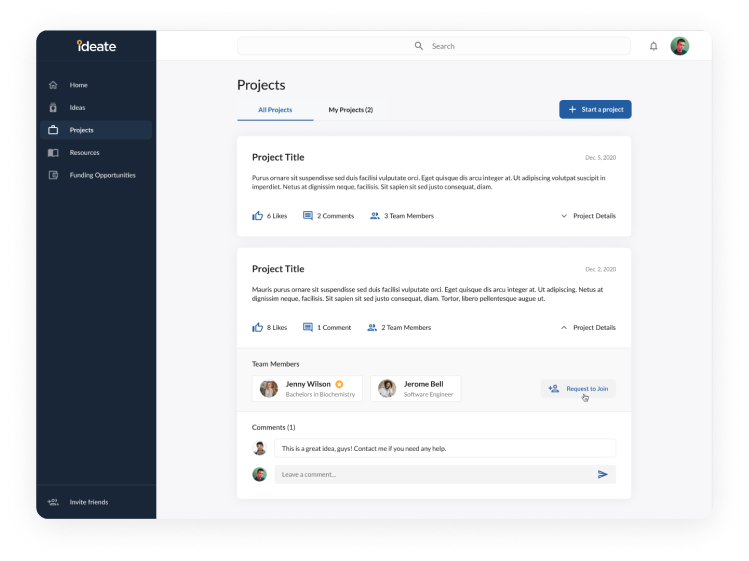 ideate
Search
Home
Ideas
Projects
Resources
Funding Opportunities
Invite friends
Projects
All Projects
My Projects (2)
Start a project
Project Title
Dec. 5, 2020
Purus ornare sit suspendisse sed duis facilisi vulputate orci. Eget quisque dis arcu integer at. Ut adipiscing volutpat suscipit in
imperdiet. Netus at dignissim neque, facilisis. Sit sapien sit sed justo consequat, diam.
6 Likes
2 Comments
3 Team Members
Project Details
Project Title
Dec. 2, 2020
Mauris purus ornare sit suspendisse sed duis facilisi vulputate orci. Eget quisque dis arcu integer at. Ut adipiscing. Netus at
dignissim neque, facilisis. Sit sapien sit sed justo consequat, diam. Tortor, libero pellentesque augue ut.
8 Likes
1 Comment
2 Team Members
Project Details
Team Members
Jenny Wilson
Bachelors in Biochemistry
Jerome Bell
Software Engineer
Request to Join
Comments (1)
This is a great idea, guys! Contact me if you need any help.
Leave a comment...